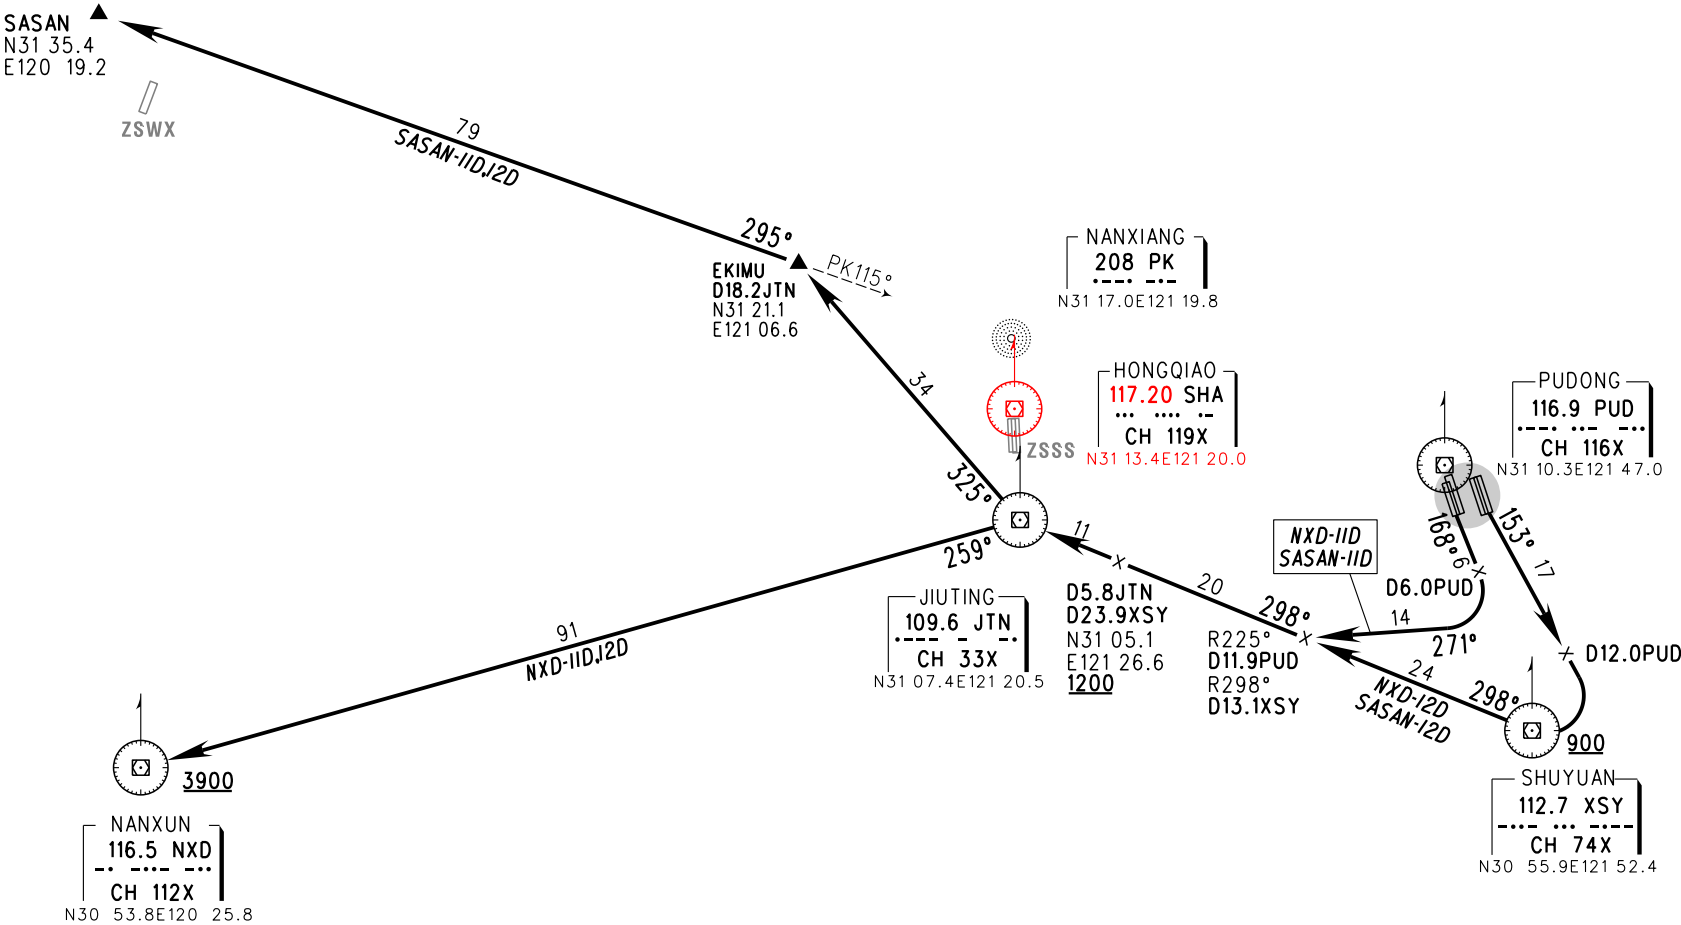 SASAN
N31 35.4
E120 19.2
ZSWX
79
SASAN-11D,12D
295°
EKIMU
D18.2JTN
N31 21.1
E121 06.6
PK115°
NANXIANG
208 PK
N31 17.0E121 19.8
34
HONGQIAO
117.20 SHA
CH 119X
N31 13.4E121 20.0
ZSSS
PUDONG
116.9 PUD
CH 116X
N31 10.3E121 47.0
325°
259°
11
JIUTING
109.6 JTN
CH 33X
N31 07.4E121 20.5
D5.8JTN
D23.9XSY
N31 05.1
E121 26.6
1200
20
298°
NXD-11D
SASAN-11D
168°
6
153°
17
D6.0PUD
14
271°
R225°
D11.9PUD
R298°
D13.1XSY
D12.0PUD
24
298°
NXD-12D
SASAN-12D
900
SHUYUAN
112.7 XSY
CH 74X
N30 55.9E121 52.4
91
NXD-11D,12D
3900
NANXUN
116.5 NXD
CH 112X
N30 53.8E120 25.8